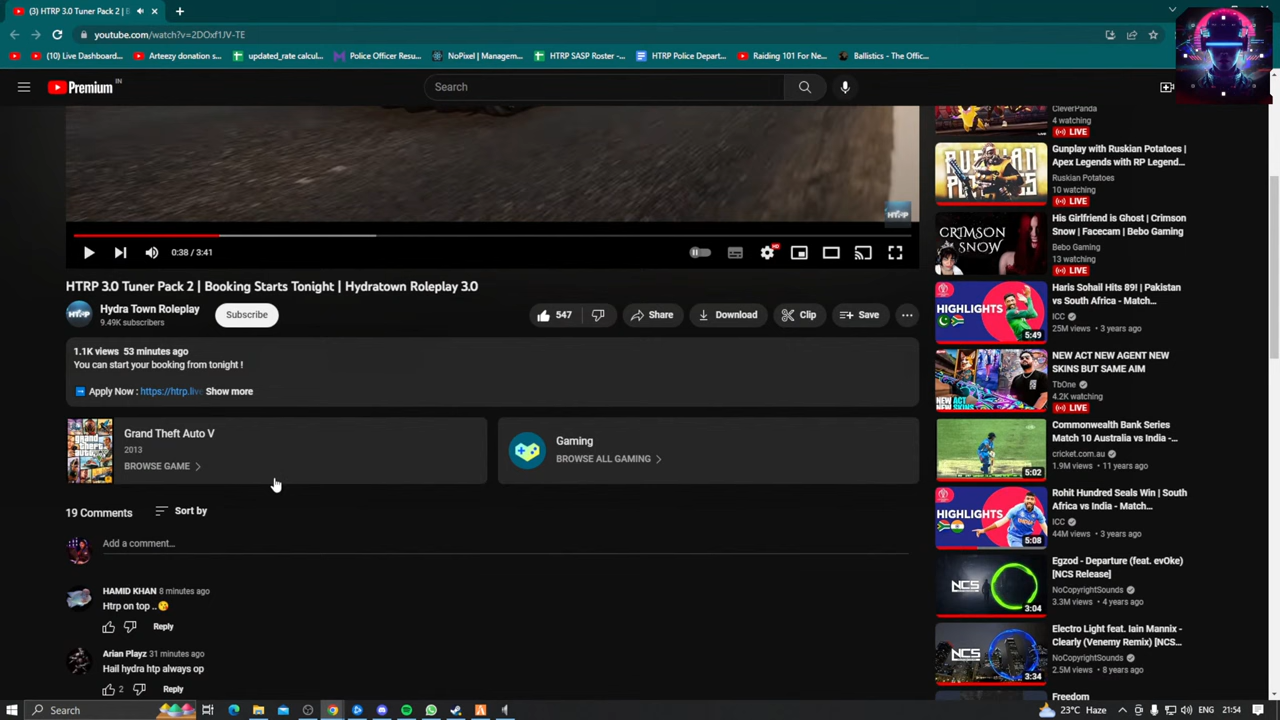 (3) HTRP 3.0 Tuner Pack 2 |
youtube.com/watch?v=2DOxf1JV-TE
(10) Live Dashboard...
Arteezy donation s...
updated_rate calcul...
Police Officer Resu...
NoPixel | Managem...
HTRP SASP Roster -...
HTRP Police Depart...
Raiding 101 For Ne...
Ballistics - The Offic...
Premium IN
Search
HTRP
0:38 / 3:41
HTRP 3.0 Tuner Pack 2 | Booking Starts Tonight | Hydratown Roleplay 3.0
HTRP
Hydra Town Roleplay
9.49K subscribers
Subscribe
547
Share
Download
Clip
Save
1.1K views 53 minutes ago
You can start your booking from tonight !
Apply Now : https://htrp.live Show more
Grand Theft Auto V
2013
BROWSE GAME
Gaming
BROWSE ALL GAMING
19 Comments
Sort by
Add a comment...
HAMID KHAN 8 minutes ago
Htrp on top ..😘
Reply
Arian Playz 31 minutes ago
Hail hydra htp always op
2
Reply
CleverPanda
4 watching
LIVE
RUSKIAN
POTATOES
Gunplay with Ruskian Potatoes |
Apex Legends with RP Legend...
Ruskian Potatoes
10 watching
LIVE
CRIMSON
SNOW
His Girlfriend is Ghost | Crimson
Snow | Facecam | Bebo Gaming
Bebo Gaming
13 watching
LIVE
HIGHLIGHTS
5:49
Haris Sohail Hits 89! | Pakistan
vs South Africa - Match...
ICC
25M views • 3 years ago
NEW ACT
NEW SKINS
NEW ACT NEW AGENT NEW
SKINS BUT SAME AIM
TbOne
4.2K watching
LIVE
5:02
Commonwealth Bank Series
Match 10 Australia vs India -...
cricket.com.au
1.9M views • 11 years ago
HIGHLIGHTS
5:08
Rohit Hundred Seals Win | South
Africa vs India - Match...
ICC
44M views • 3 years ago
NCS
3:04
Egzod - Departure (feat. evOke)
[NCS Release]
NoCopyrightSounds
3.3M views • 4 years ago
NCS
3:34
Electro Light feat. Iain Mannix -
Clearly (Venemy Remix) [NCS...
NoCopyrightSounds
2.5M views • 8 years ago
Freedom
Search
23°C Haze
ENG
21:54